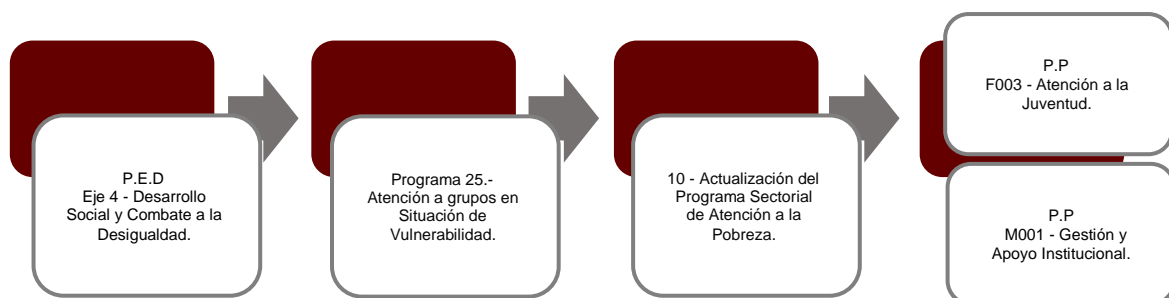 P.E.D
Eje 4 - Desarrollo
Social y Combate a la
Desigualdad.
Programa 25.-
Atención a grupos en
Situación de
Vulnerabilidad.
10 - Actualización del
Programa Sectorial
de Atención a la
Pobreza.
P.P
F003 - Atención a la
Juventud.
P.P
M001 - Gestión y
Apoyo Institucional.